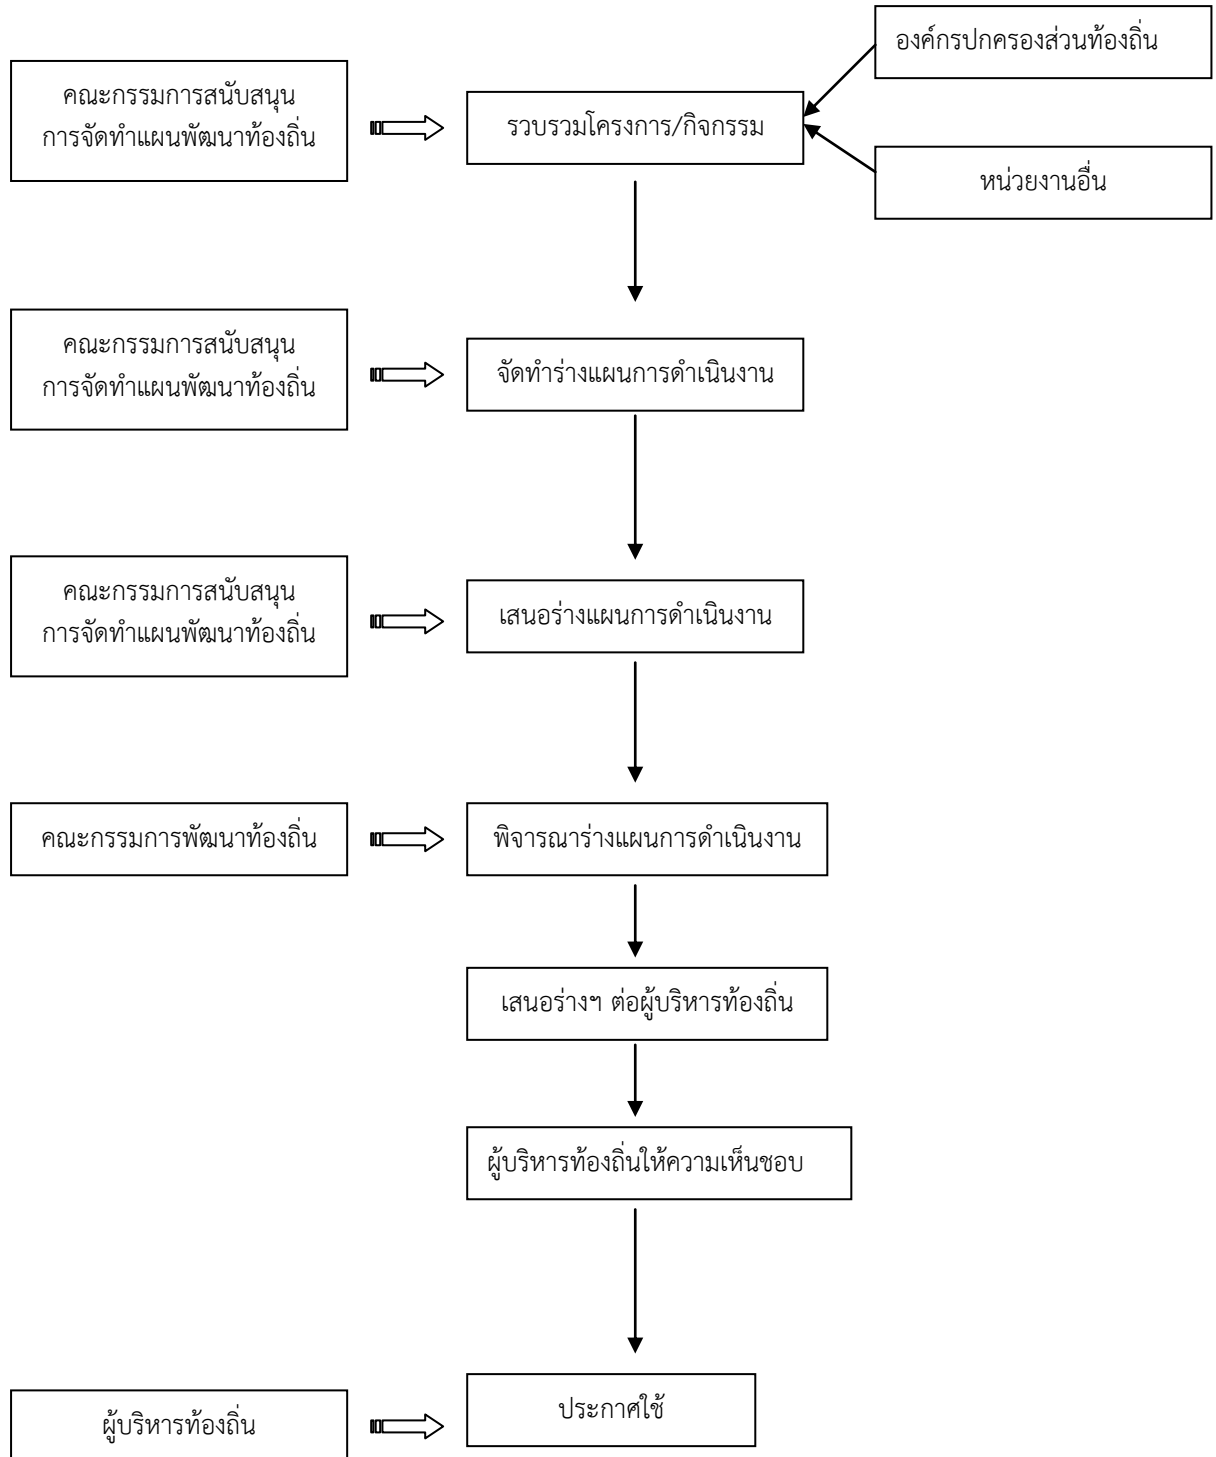 องค์กรปกครองส่วนท้องถิ่น
คณะกรรมการสนับสนุน
การจัดทำแผนพัฒนาท้องถิ่น
รวบรวมโครงการ/กิจกรรม
หน่วยงานอื่น
คณะกรรมการสนับสนุน
การจัดทำแผนพัฒนาท้องถิ่น
จัดทำร่างแผนการดำเนินงาน
คณะกรรมการสนับสนุน
การจัดทำแผนพัฒนาท้องถิ่น
เสนอร่างแผนการดำเนินงาน
คณะกรรมการพัฒนาท้องถิ่น
พิจารณาร่างแผนการดำเนินงาน
เสนอร่างฯ ต่อผู้บริหารท้องถิ่น
ผู้บริหารท้องถิ่นให้ความเห็นชอบ
ประกาศใช้
ผู้บริหารท้องถิ่น